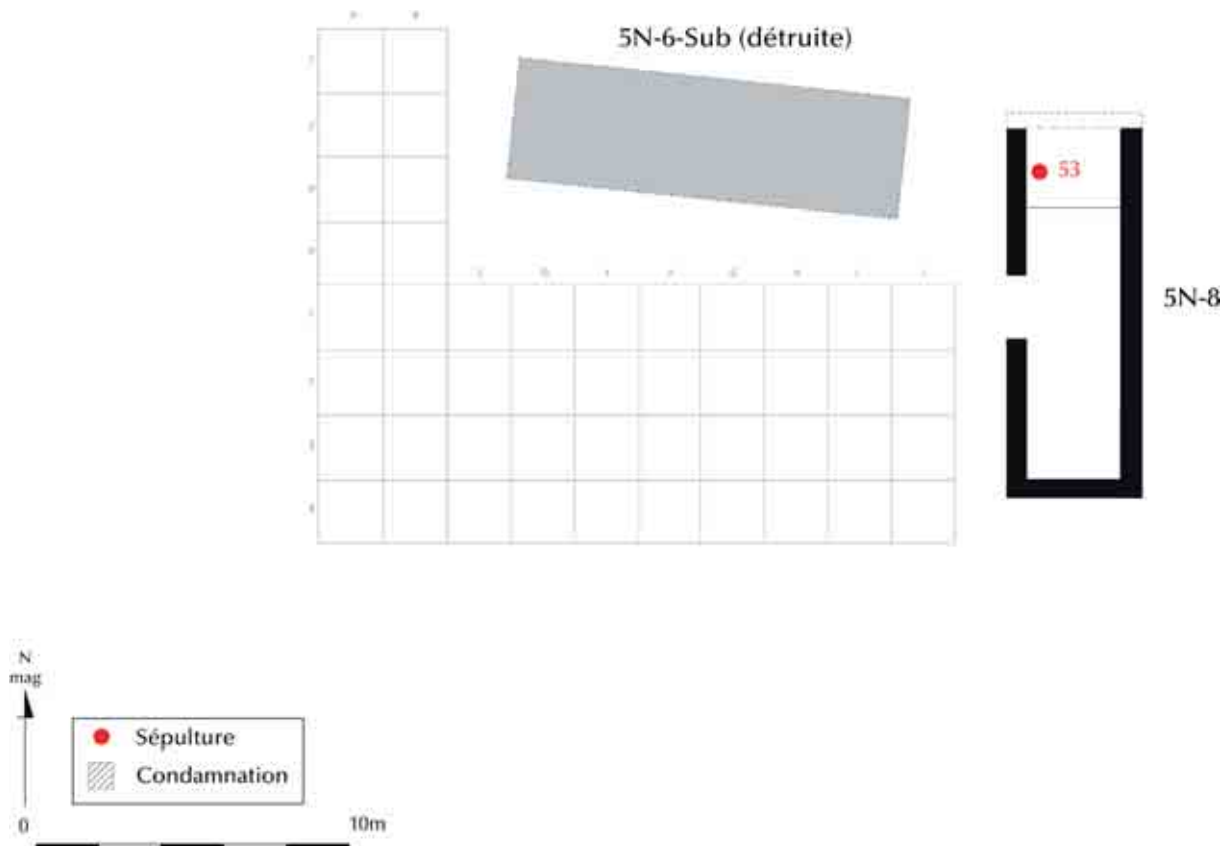 5N-6-Sub (détruite)
53
5N-8
N
mag
Sépulture
Condamnation
0
10m